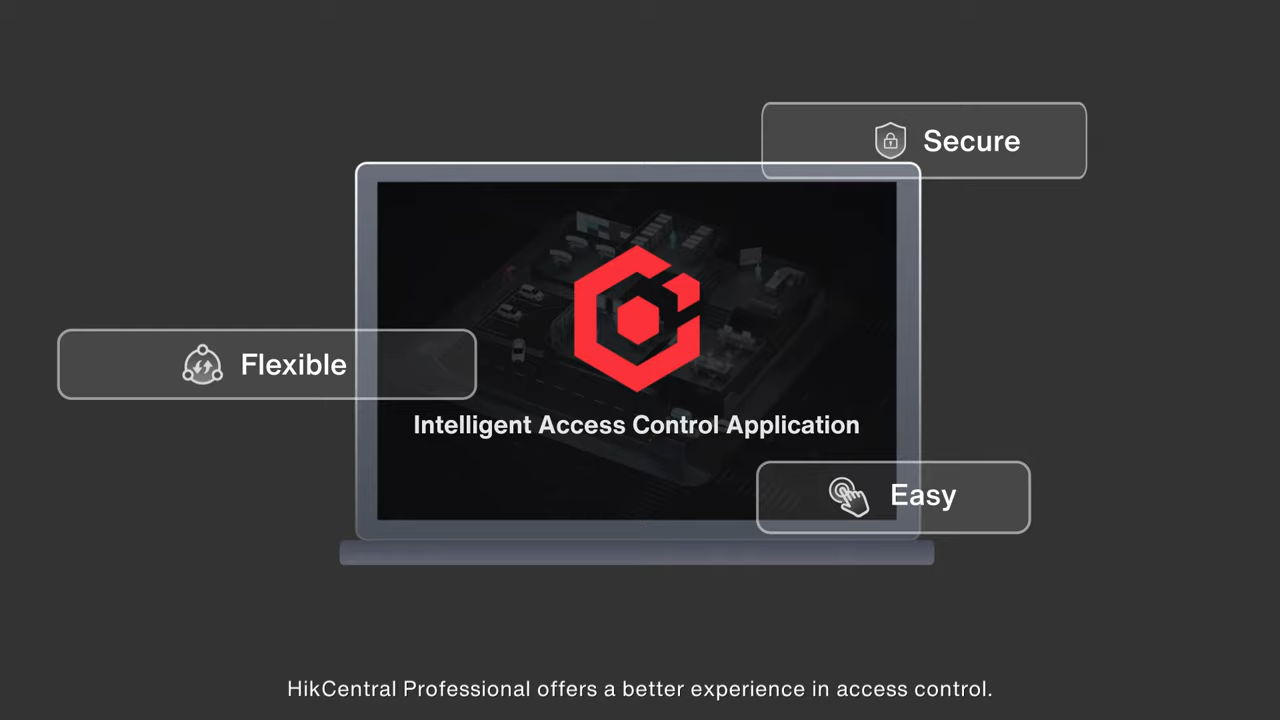 Secure
Flexible
Intelligent Access Control Application
Easy
HikCentral Professional offers a better experience in access control.